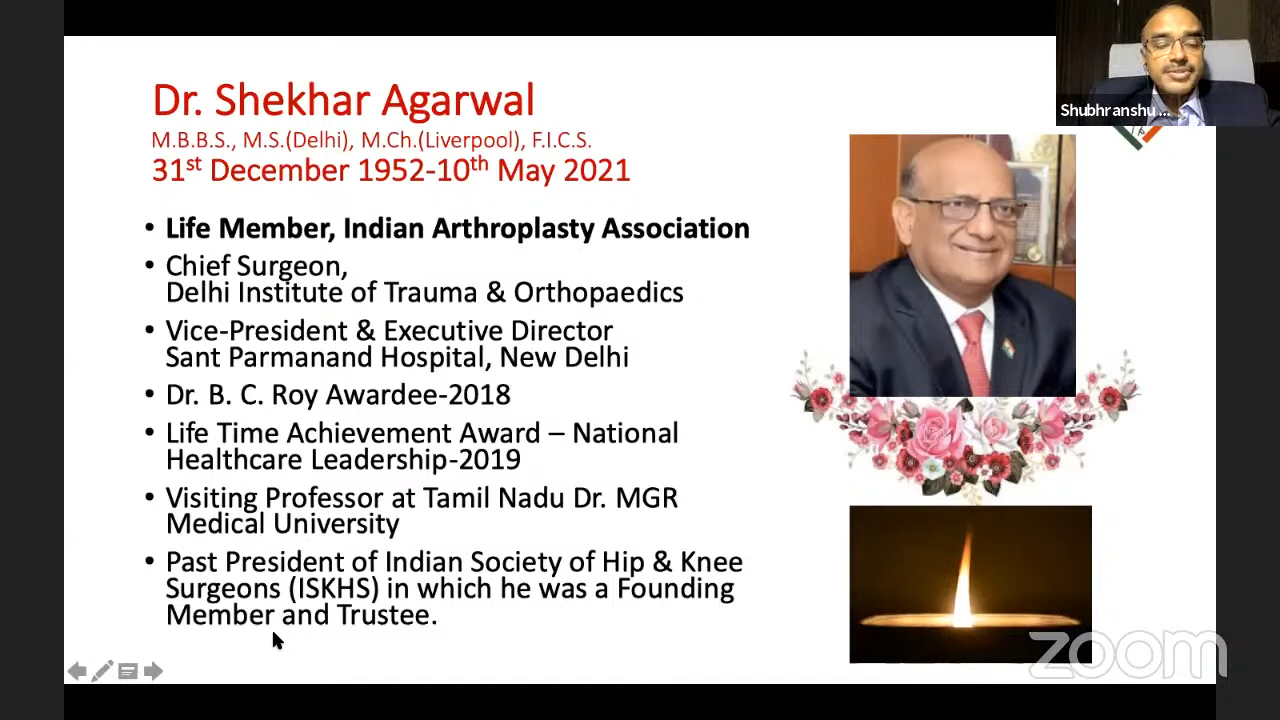 Dr. Shekhar Agarwal
M.B.B.S., M.S.(Delhi), M.Ch.(Liverpool), F.I.C.S.
31st December 1952-10th May 2021
• Life Member, Indian Arthroplasty Association
• Chief Surgeon,
Delhi Institute of Trauma & Orthopaedics
• Vice-President & Executive Director
Sant Parmanand Hospital, New Delhi
• Dr. B. C. Roy Awardee-2018
• Life Time Achievement Award – National
Healthcare Leadership-2019
• Visiting Professor at Tamil Nadu Dr. MGR
Medical University
• Past President of Indian Society of Hip & Knee
Surgeons (ISKHS) in which he was a Founding
Member and Trustee.
Shubhranshu ...
zoom